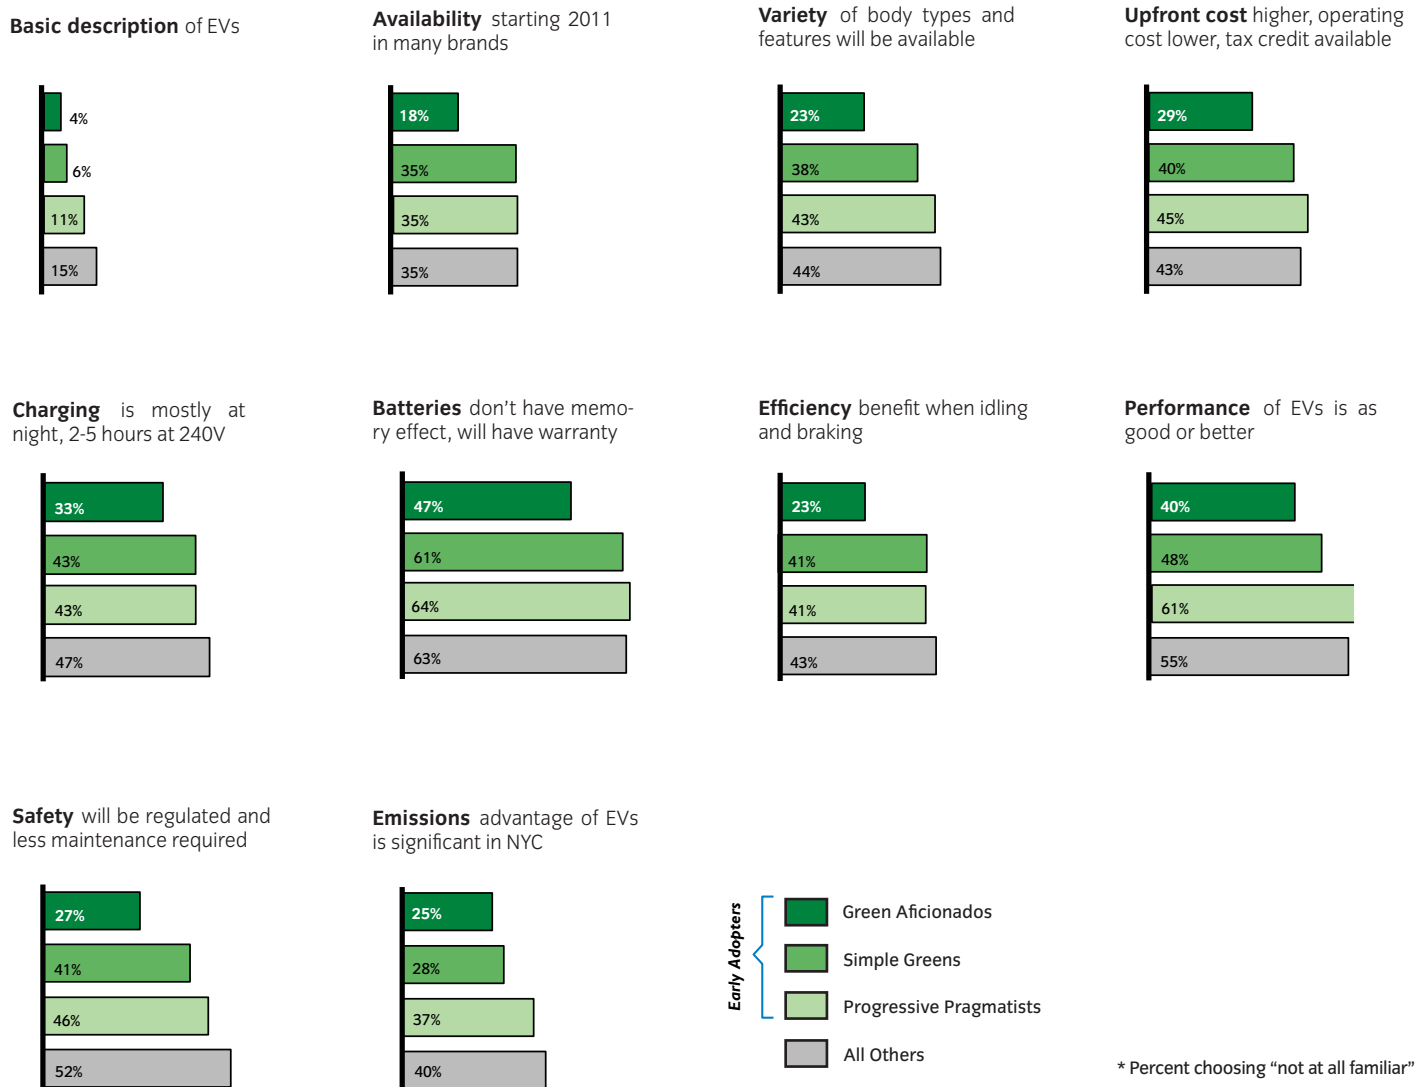 Basic description of EVs
4%
6%
11%
15%
Availability starting 2011
in many brands
18%
35%
35%
35%
Variety of body types and
features will be available
23%
38%
43%
44%
Upfront cost higher, operating
cost lower, tax credit available
29%
40%
45%
43%
Charging is mostly at
night, 2-5 hours at 240V
33%
43%
43%
47%
Batteries don’t have memo-
ry effect, will have warranty
47%
61%
64%
63%
Efficiency benefit when idling
and braking
23%
41%
41%
43%
Performance of EVs is as
good or better
40%
48%
61%
55%
Safety will be regulated and
less maintenance required
27%
41%
46%
52%
Emissions advantage of EVs
is significant in NYC
25%
28%
37%
40%
Early Adopters
Green Aficionados
Simple Greens
Progressive Pragmatists
All Others
* Percent choosing “not at all familiar”